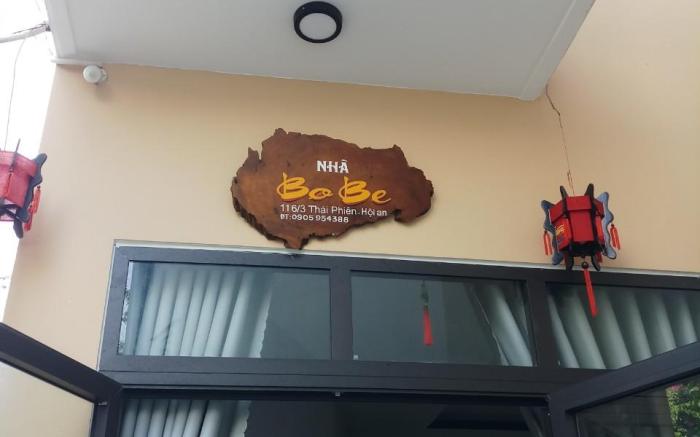 NHÀ
Bo Be
116/3 Thái Phiên. Hội an
ĐT:0905 954388